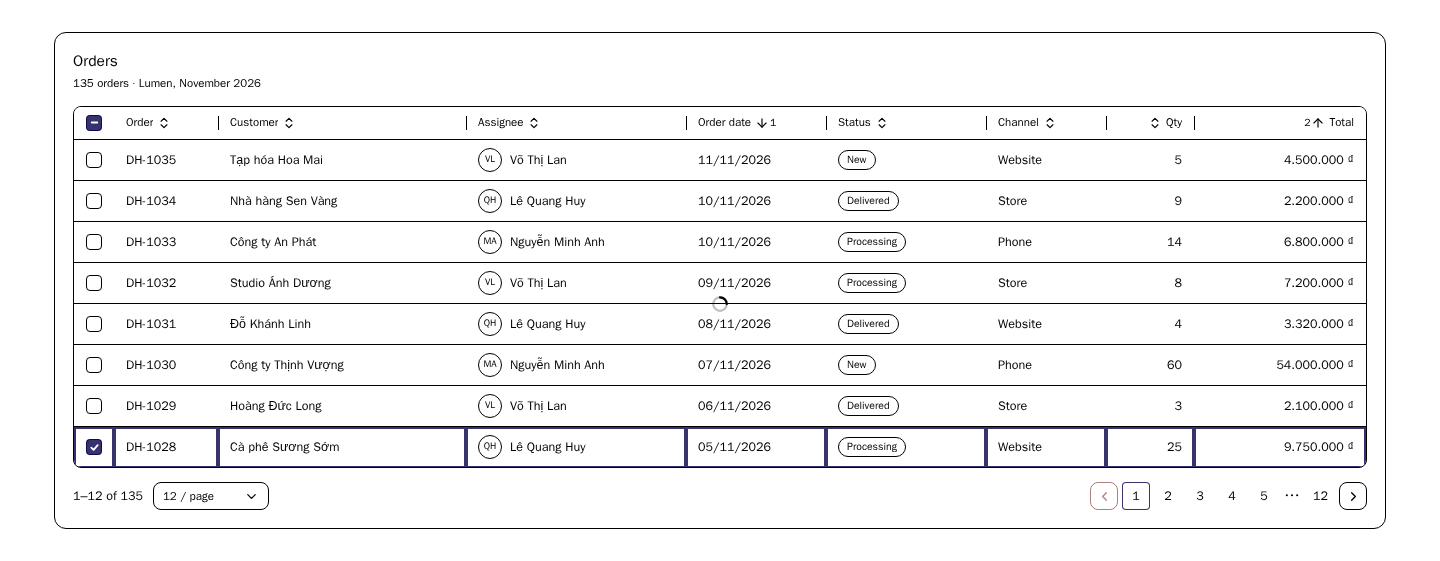 Orders
135 orders · Lumen, November 2026
Order Customer Assignee Order date 1 Status Channel Qty 2 Total
DH-1035 Tạp hóa Hoa Mai VL Võ Thị Lan 11/11/2026 New Website 5 4.500.000 ₫
DH-1034 Nhà hàng Sen Vàng QH Lê Quang Huy 10/11/2026 Delivered Store 9 2.200.000 ₫
DH-1033 Công ty An Phát MA Nguyễn Minh Anh 10/11/2026 Processing Phone 14 6.800.000 ₫
DH-1032 Studio Ánh Dương VL Võ Thị Lan 09/11/2026 Processing Store 8 7.200.000 ₫
DH-1031 Đỗ Khánh Linh QH Lê Quang Huy 08/11/2026 Delivered Website 4 3.320.000 ₫
DH-1030 Công ty Thịnh Vượng MA Nguyễn Minh Anh 07/11/2026 New Phone 60 54.000.000 ₫
DH-1029 Hoàng Đức Long VL Võ Thị Lan 06/11/2026 Delivered Store 3 2.100.000 ₫
DH-1028 Cà phê Sương Sớm QH Lê Quang Huy 05/11/2026 Processing Website 25 9.750.000 ₫
1–12 of 135 12 / page 1 2 3 4 5 ••• 12